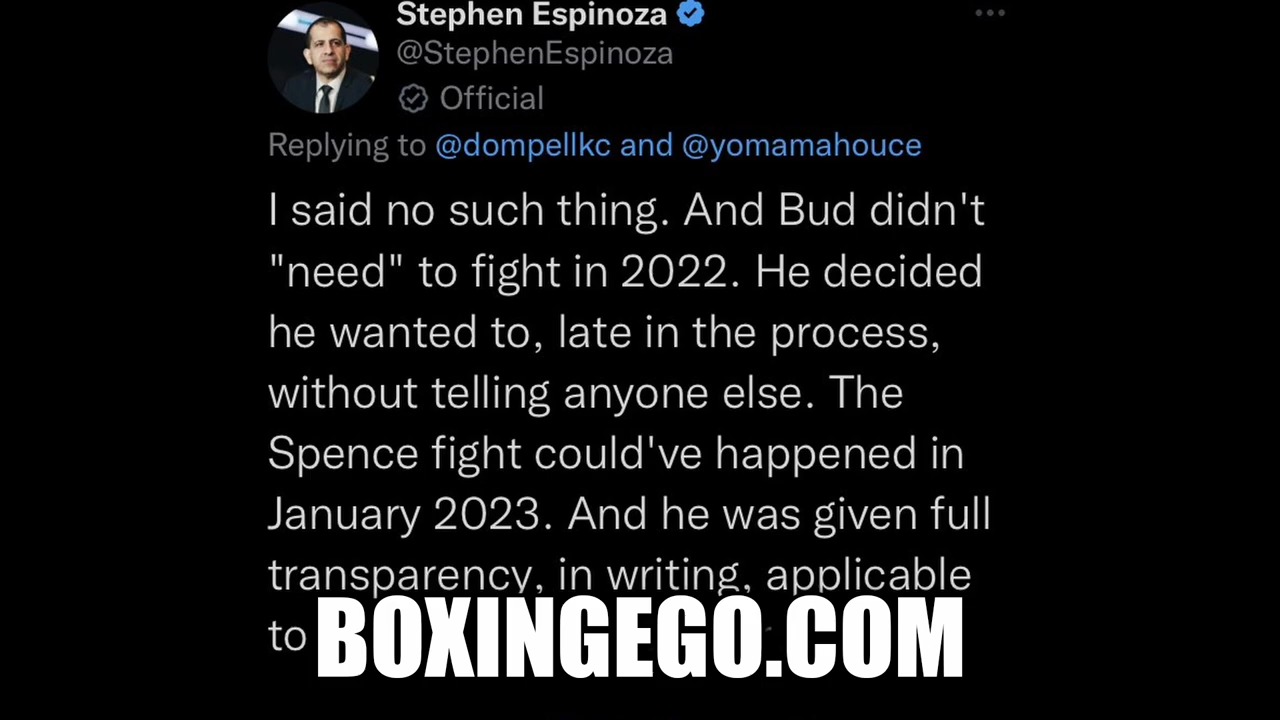 Stephen Espinoza
@StephenEspinoza
Official
Replying to @dompellkc and @yomamahouce
I said no such thing. And Bud didn't
"need" to fight in 2022. He decided
he wanted to, late in the process,
without telling anyone else. The
Spence fight could've happened in
January 2023. And he was given full
transparency, in writing, applicable
to
BOXINGEGO.COM